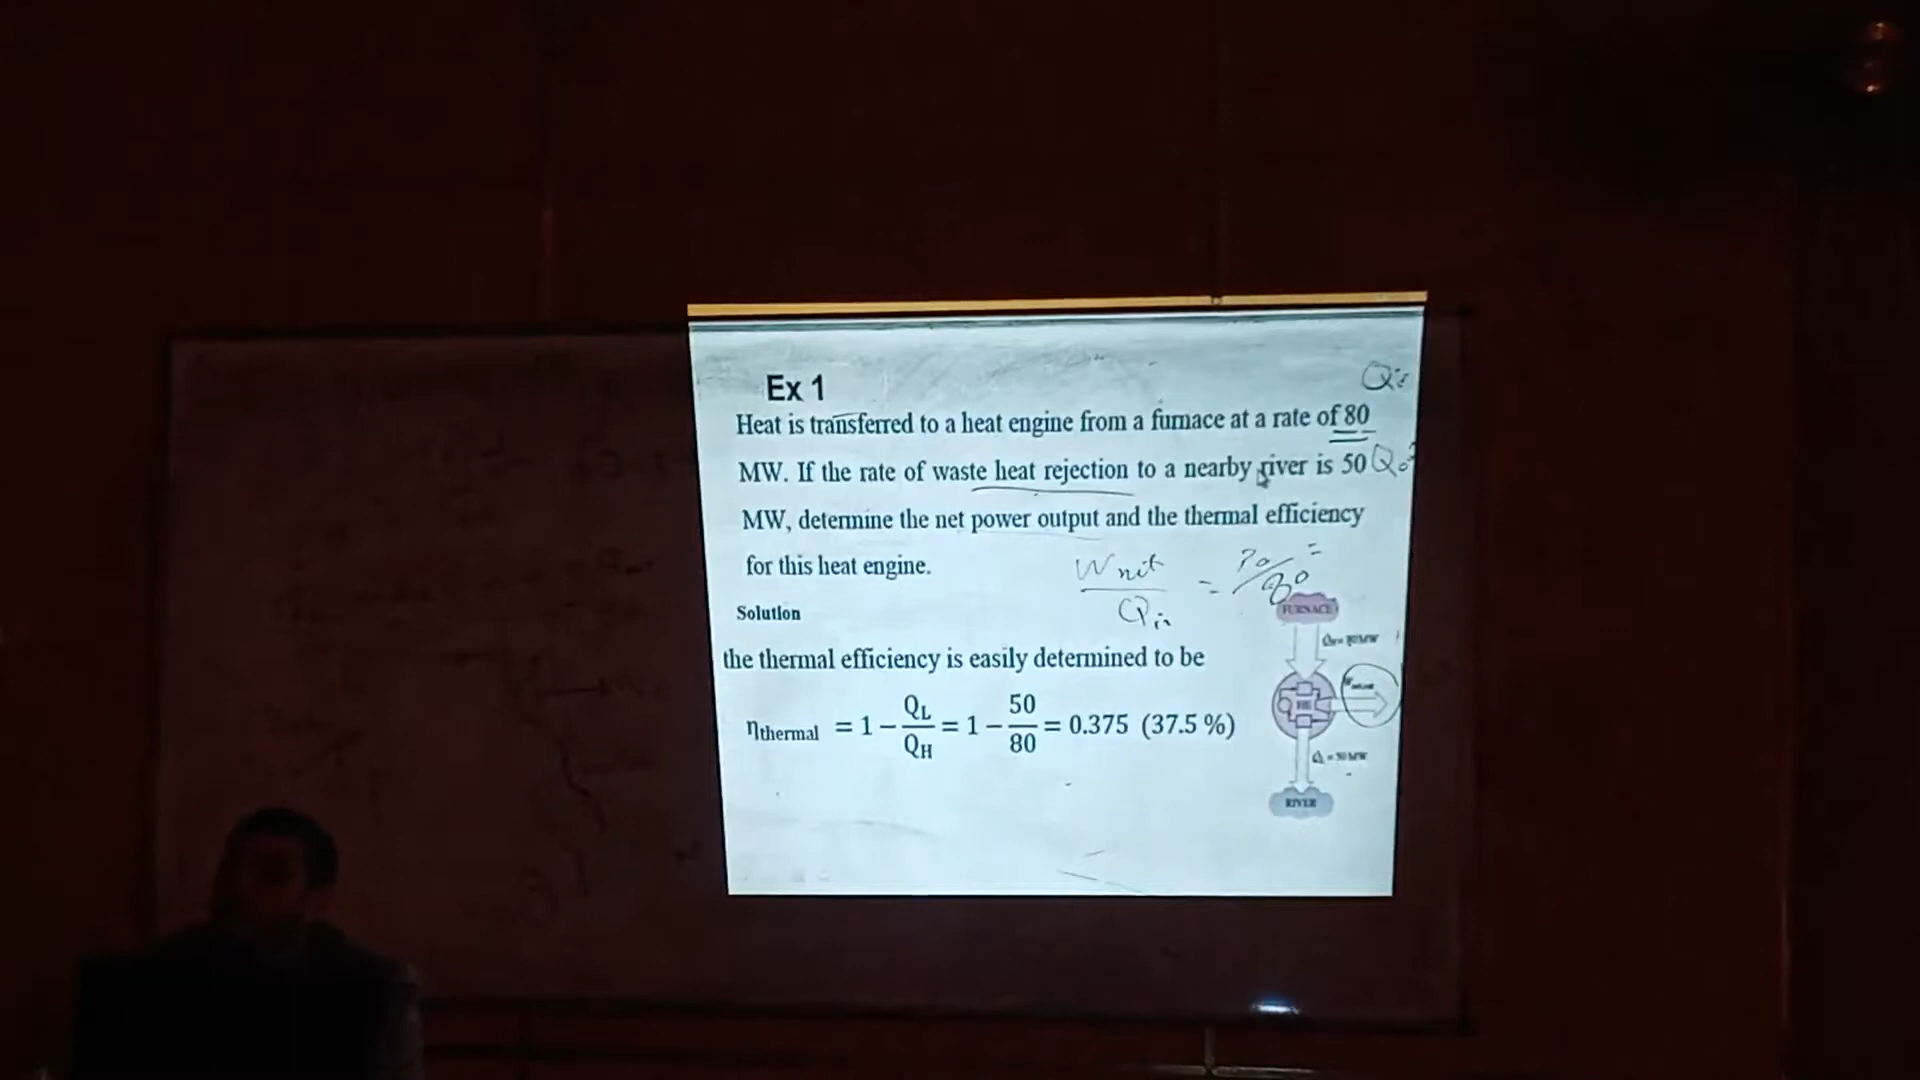 Ex 1
Heat is transferred to a heat engine from a furnace at a rate of 80
MW. If the rate of waste heat rejection to a nearby river is 50
MW, determine the net power output and the thermal efficiency
for this heat engine.
Wnet
Qin
Solution
FURNACE
the thermal efficiency is easily determined to be
ηthermal = 1 − QL/QH = 1 − 50/80 = 0.375 (37.5 %)
HE
RIVER